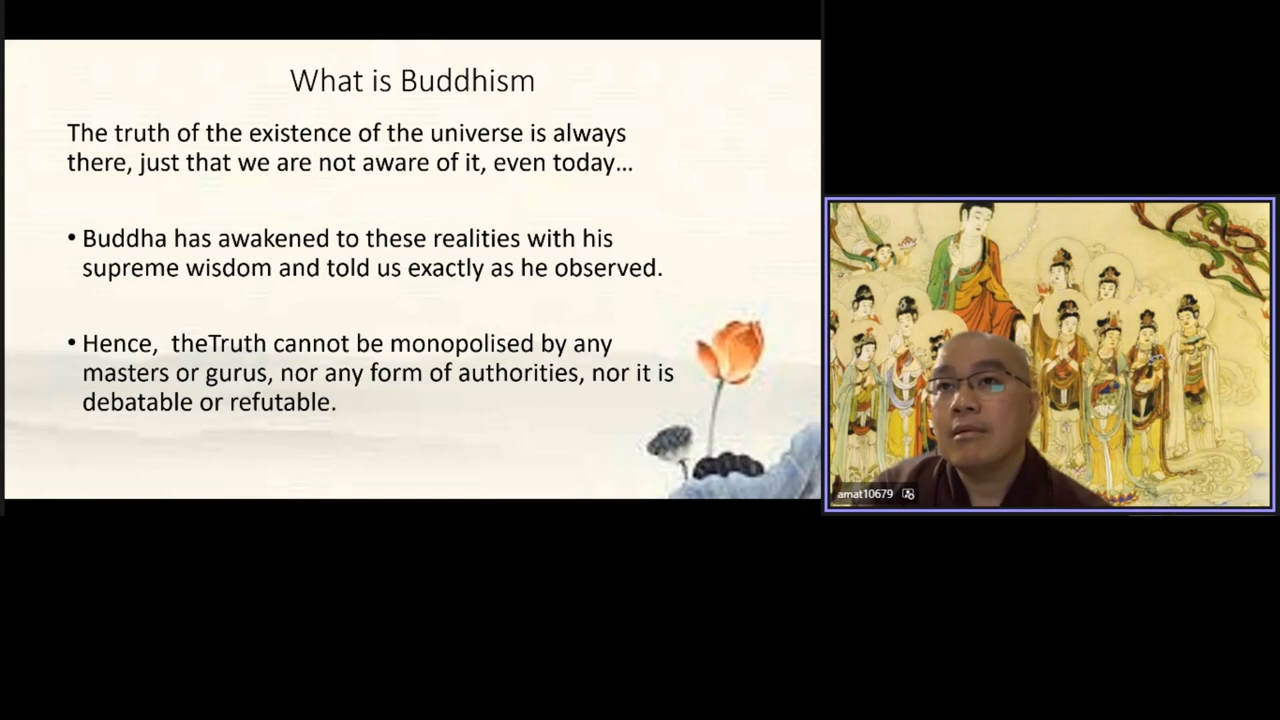 What is Buddhism
The truth of the existence of the universe is always
there, just that we are not aware of it, even today...
• Buddha has awakened to these realities with his
supreme wisdom and told us exactly as he observed.
• Hence,  theTruth cannot be monopolised by any
masters or gurus, nor any form of authorities, nor it is
debatable or refutable.
amat10679